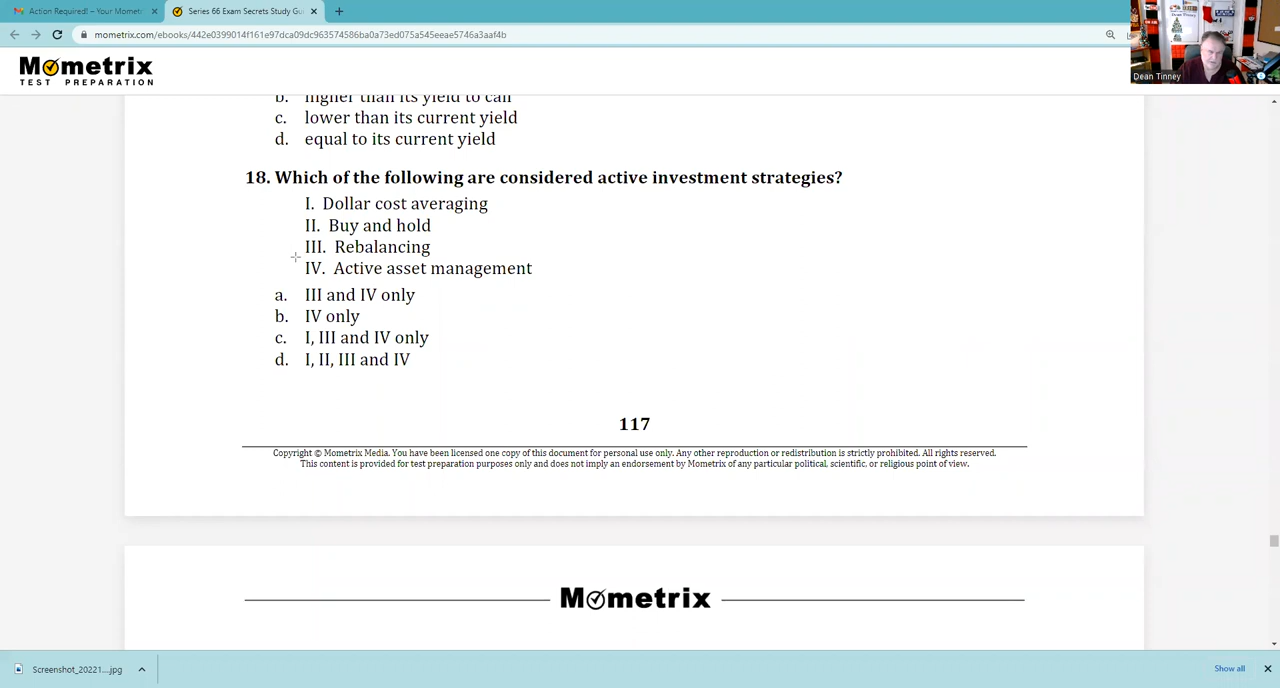 Action Required! – Your Mometr
Series 66 Exam Secrets Study Gui
mometrix.com/ebooks/442e0399014f161e97dca09dc963574586ba0a73ed075a545eeae5746a3aaf4b
Mometrix
TEST PREPARATION
Dean Tinney
b. higher than its yield to call
c. lower than its current yield
d. equal to its current yield
18. Which of the following are considered active investment strategies?
I. Dollar cost averaging
II. Buy and hold
III. Rebalancing
IV. Active asset management
a. III and IV only
b. IV only
c. I, III and IV only
d. I, II, III and IV
117
Copyright © Mometrix Media. You have been licensed one copy of this document for personal use only. Any other reproduction or redistribution is strictly prohibited. All rights reserved.
This content is provided for test preparation purposes only and does not imply an endorsement by Mometrix of any particular political, scientific, or religious point of view.
Mometrix
Screenshot_20221....jpg
Show all